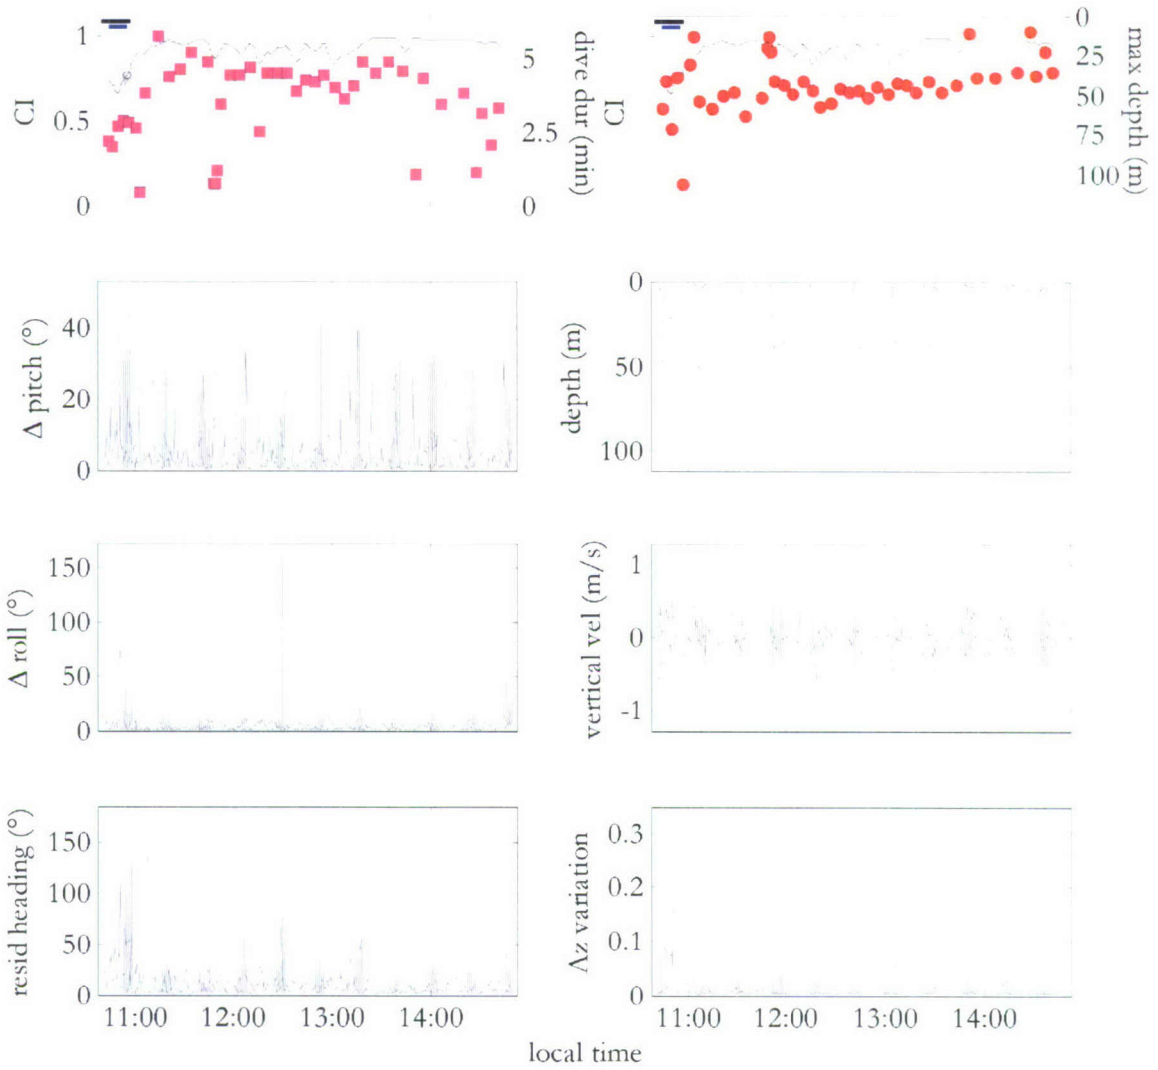 1
0.5
0
CI
5
2.5
0
dive dur (min)
CI
0
25
50
75
100
max depth (m)
40
20
0
Δ pitch (°)
0
50
100
depth (m)
150
100
50
0
Δ roll (°)
1
0
-1
vertical vel (m/s)
150
100
50
0
resid heading (°)
0.3
0.2
0.1
0
Az variation
11:00 12:00 13:00 14:00
11:00 12:00 13:00 14:00
local time